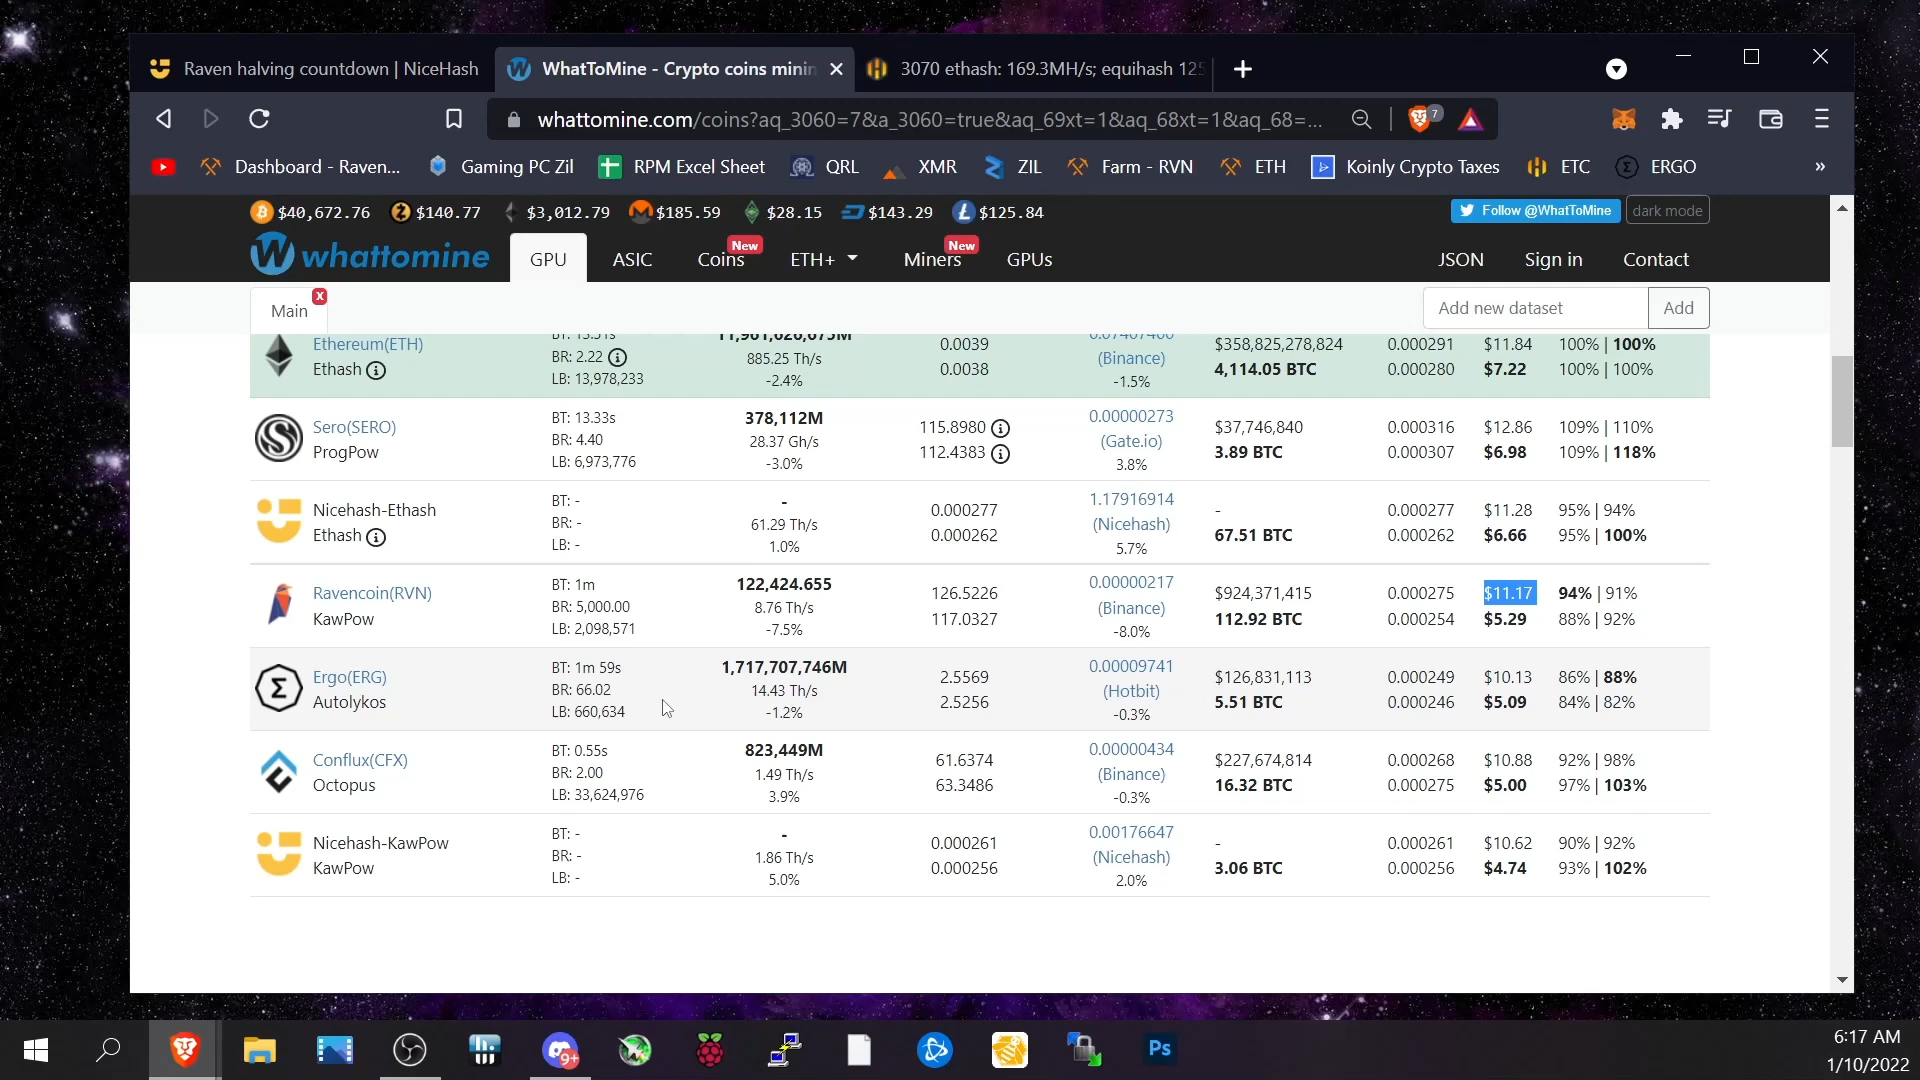 Raven halving countdown | NiceHash
WhatToMine - Crypto coins minin
3070 ethash: 169.3MH/s; equihash 125
whattomine.com/coins?aq_3060=7&a_3060=true&aq_69xt=1&aq_68xt=1&aq_68=...
7
Dashboard - Raven...
Gaming PC Zil
RPM Excel Sheet
QRL
XMR
ZIL
Farm - RVN
ETH
Koinly Crypto Taxes
ETC
ERGO
»
$40,672.76
$140.77
$3,012.79
$185.59
$28.15
$143.29
$125.84
Follow @WhatToMine
dark mode
whattomine
GPU
ASIC
Coins
New
ETH+
Miners
New
GPUs
JSON
Sign in
Contact
Main
x
Add new dataset
Add
Ethereum(ETH)
Ethash
BR: 2.22
LB: 13,978,233
885.25 Th/s
-2.4%
0.0039
0.0038
(Binance)
-1.5%
$358,825,278,824
4,114.05 BTC
0.000291
0.000280
$11.84
$7.22
100% | 100%
100% | 100%
Sero(SERO)
ProgPow
BT: 13.33s
BR: 4.40
LB: 6,973,776
378,112M
28.37 Gh/s
-3.0%
115.8980
112.4383
0.00000273
(Gate.io)
3.8%
$37,746,840
3.89 BTC
0.000316
0.000307
$12.86
$6.98
109% | 110%
109% | 118%
Nicehash-Ethash
Ethash
BT: -
BR: -
LB: -
-
61.29 Th/s
1.0%
0.000277
0.000262
1.17916914
(Nicehash)
5.7%
-
67.51 BTC
0.000277
0.000262
$11.28
$6.66
95% | 94%
95% | 100%
Ravencoin(RVN)
KawPow
BT: 1m
BR: 5,000.00
LB: 2,098,571
122,424.655
8.76 Th/s
-7.5%
126.5226
117.0327
0.00000217
(Binance)
-8.0%
$924,371,415
112.92 BTC
0.000275
0.000254
$11.17
$5.29
94% | 91%
88% | 92%
Ergo(ERG)
Autolykos
BT: 1m 59s
BR: 66.02
LB: 660,634
1,717,707,746M
14.43 Th/s
-1.2%
2.5569
2.5256
0.00009741
(Hotbit)
-0.3%
$126,831,113
5.51 BTC
0.000249
0.000246
$10.13
$5.09
86% | 88%
84% | 82%
Conflux(CFX)
Octopus
BT: 0.55s
BR: 2.00
LB: 33,624,976
823,449M
1.49 Th/s
3.9%
61.6374
63.3486
0.00000434
(Binance)
-0.3%
$227,674,814
16.32 BTC
0.000268
0.000275
$10.88
$5.00
92% | 98%
97% | 103%
Nicehash-KawPow
KawPow
BT: -
BR: -
LB: -
-
1.86 Th/s
5.0%
0.000261
0.000256
0.00176647
(Nicehash)
2.0%
-
3.06 BTC
0.000261
0.000256
$10.62
$4.74
90% | 92%
93% | 102%
9+
Ps
6:17 AM
1/10/2022